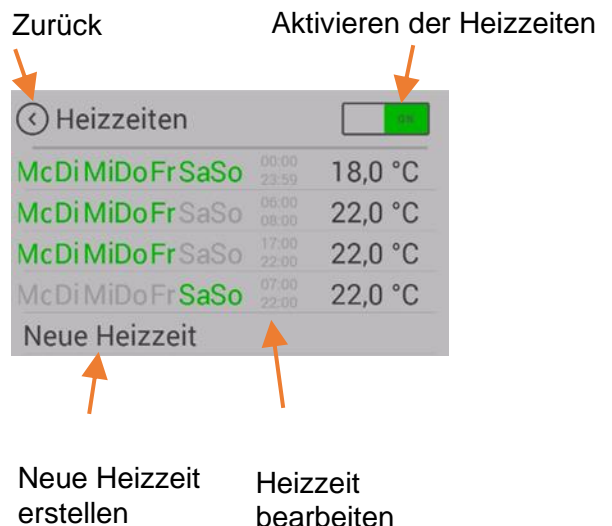 Zurück
Aktivieren der Heizzeiten
Heizzeiten ON
McDiMiDoFrSaSo 00:00 23:59 18,0 °C
McDiMiDoFrSaSo 06:00 08:00 22,0 °C
McDiMiDoFrSaSo 17:00 22:00 22,0 °C
McDiMiDoFrSaSo 07:00 22:00 22,0 °C
Neue Heizzeit
Neue Heizzeit
erstellen
Heizzeit
bearbeiten